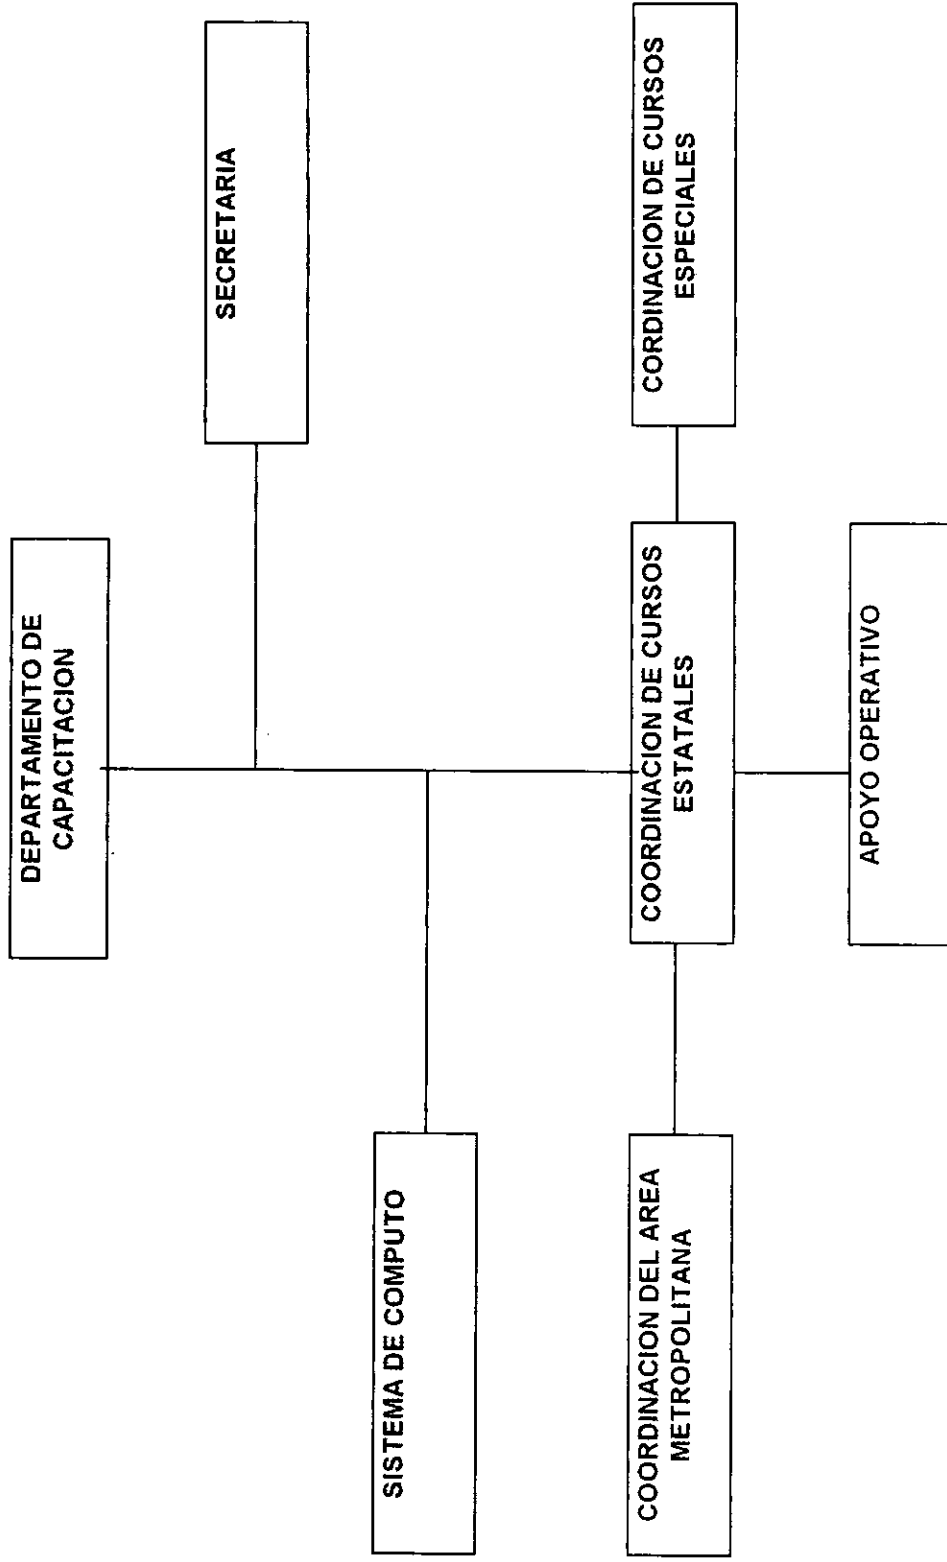 DEPARTAMENTO DE
CAPACITACION
SECRETARIA
SISTEMA DE COMPUTO
COORDINACION DEL AREA
METROPOLITANA
COORDINACION DE CURSOS
ESTATALES
CORDINACION DE CURSOS
ESPECIALES
APOYO OPERATIVO